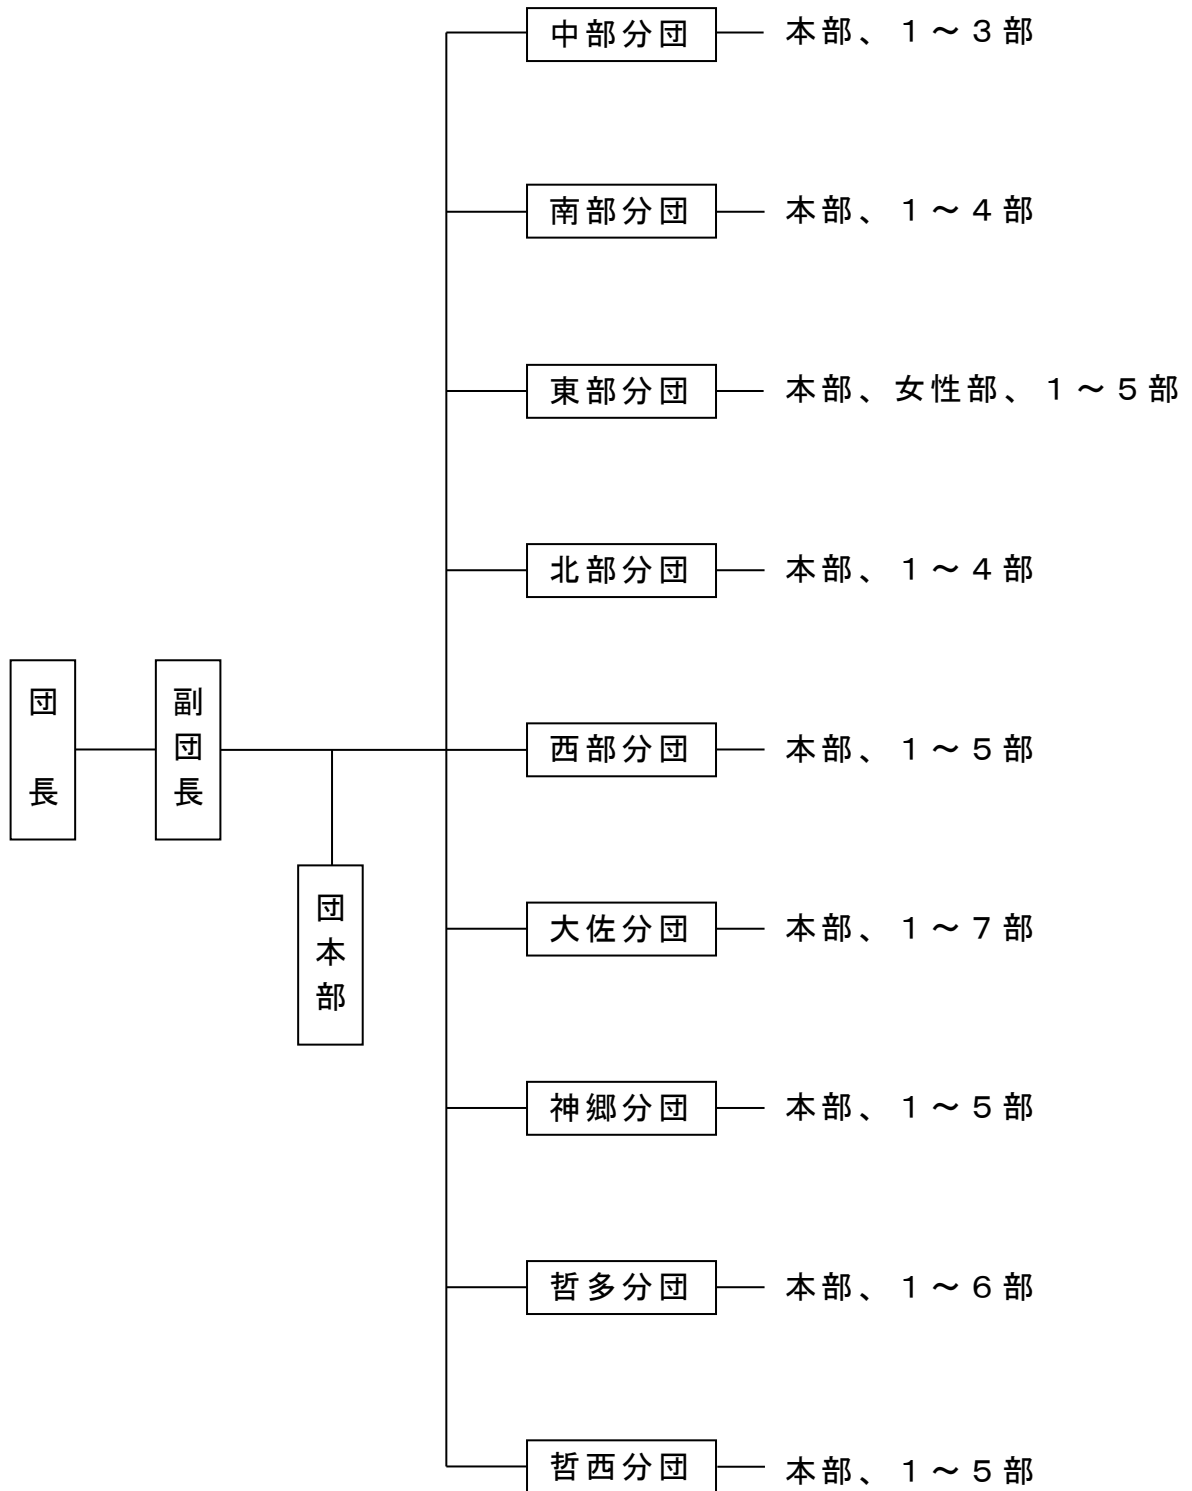 中部分団 本部、１～３部
南部分団 本部、１～４部
東部分団 本部、女性部、１～５部
北部分団 本部、１～４部
団長
副団長
西部分団 本部、１～５部
団本部
大佐分団 本部、１～７部
神郷分団 本部、１～５部
哲多分団 本部、１～６部
哲西分団 本部、１～５部